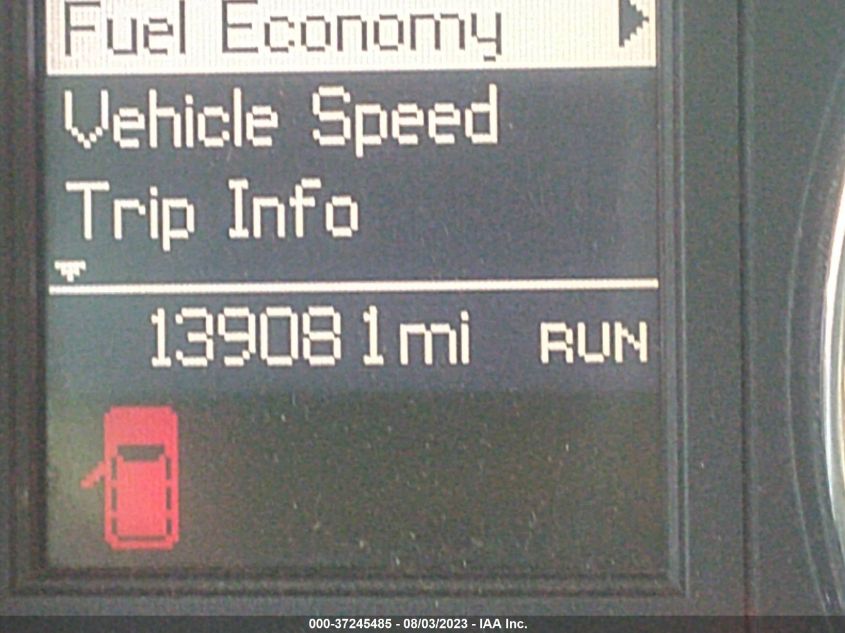 Fuel Economy
Vehicle Speed
Trip Info
139081 mi RUN
000-37245485 - 08/03/2023 - IAA Inc.